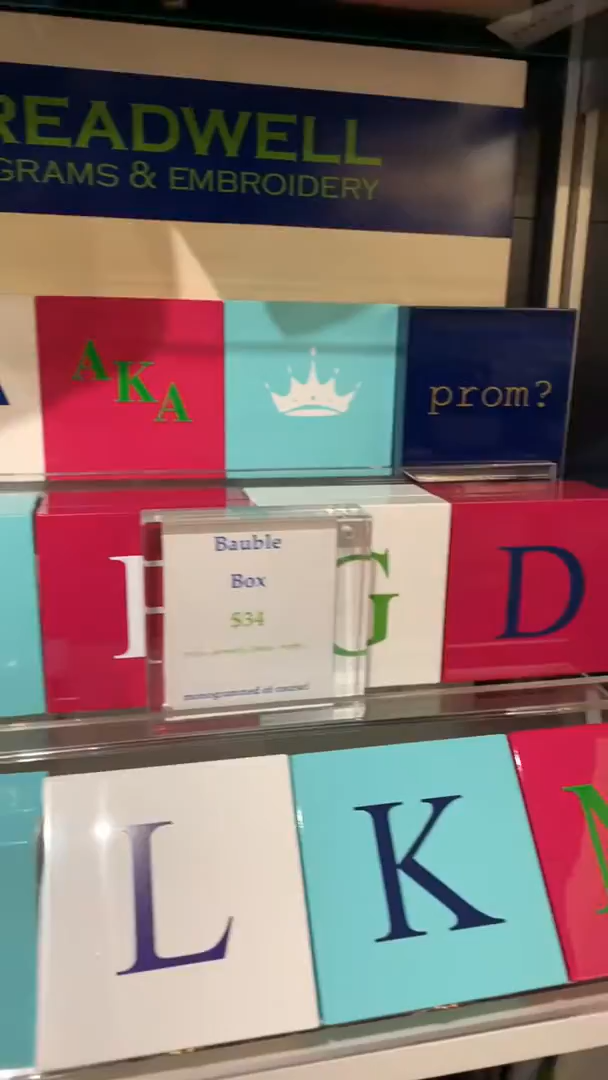 READWELL
GRAMS & EMBROIDERY
AKA
prom?
Bauble
Box
$34
monogrammed of course!
G
D
L
K